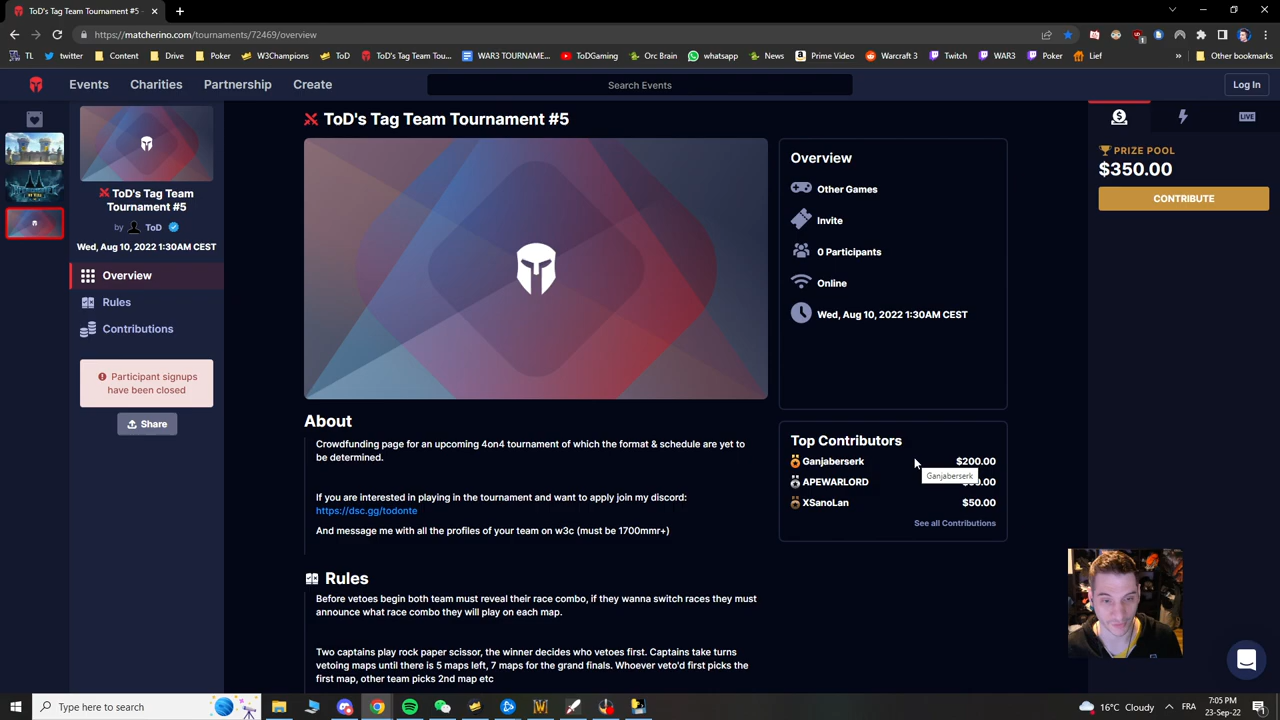 ToD's Tag Team Tournament #5 -
https://matcherino.com/tournaments/72469/overview
TL
twitter
Content
Drive
Poker
W3Champions
ToD
ToD's Tag Team Tou...
WAR3 TOURNAME...
ToDGaming
Orc Brain
whatsapp
News
Prime Video
Warcraft 3
Twitch
WAR3
Poker
Lief
»
Other bookmarks
Events
Charities
Partnership
Create
Search Events
Log In
ToD's Tag Team
Tournament #5
by ToD
Wed, Aug 10, 2022 1:30AM CEST
Overview
Rules
Contributions
Participant signups
have been closed
Share
ToD's Tag Team Tournament #5
About
Crowdfunding page for an upcoming 4on4 tournament of which the format & schedule are yet to
be determined.
If you are interested in playing in the tournament and want to apply join my discord:
https://dsc.gg/todonte
And message me with all the profiles of your team on w3c (must be 1700mmr+)
Rules
Before vetoes begin both team must reveal their race combo, if they wanna switch races they must
announce what race combo they will play on each map.
Two captains play rock paper scissor, the winner decides who vetoes first. Captains take turns
vetoing maps until there is 5 maps left, 7 maps for the grand finals. Whoever veto'd first picks the
first map, other team picks 2nd map etc
Overview
Other Games
Invite
0 Participants
Online
Wed, Aug 10, 2022 1:30AM CEST
Top Contributors
Ganjaberserk $200.00
Ganjaberserk
APEWARLORD
XSanoLan $50.00
See all Contributions
LIVE
PRIZE POOL
$350.00
CONTRIBUTE
Type here to search
16°C Cloudy
FRA
7:05 PM
23-Sep-22